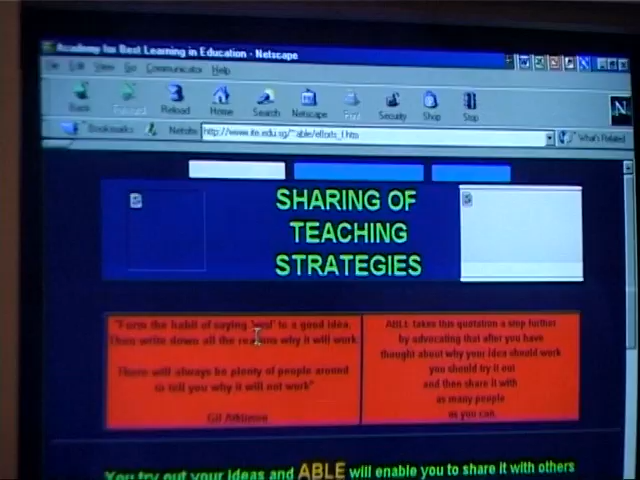 Academy for Best Learning in Education - Netscape
File Edit View Go Communicator Help
Back Forward Reload Home Search Netscape Print Security Shop Stop
Bookmarks Netsite: http://www.ite.edu.sg/~able/efforts_f.htm What's Related
N
SHARING OF
TEACHING
STRATEGIES
"Form the habit of saying 'yes!' to a good idea.
Then write down all the reasons why it will work.
There will always be plenty of people around
to tell you why it will not work"
Gil Atkinson
ABLE takes this quotation a step further
by advocating that after you have
thought about why your idea should work
you should try it out
and then share it with
as many people
as you can.
You try out your ideas and ABLE will enable you to share it with others